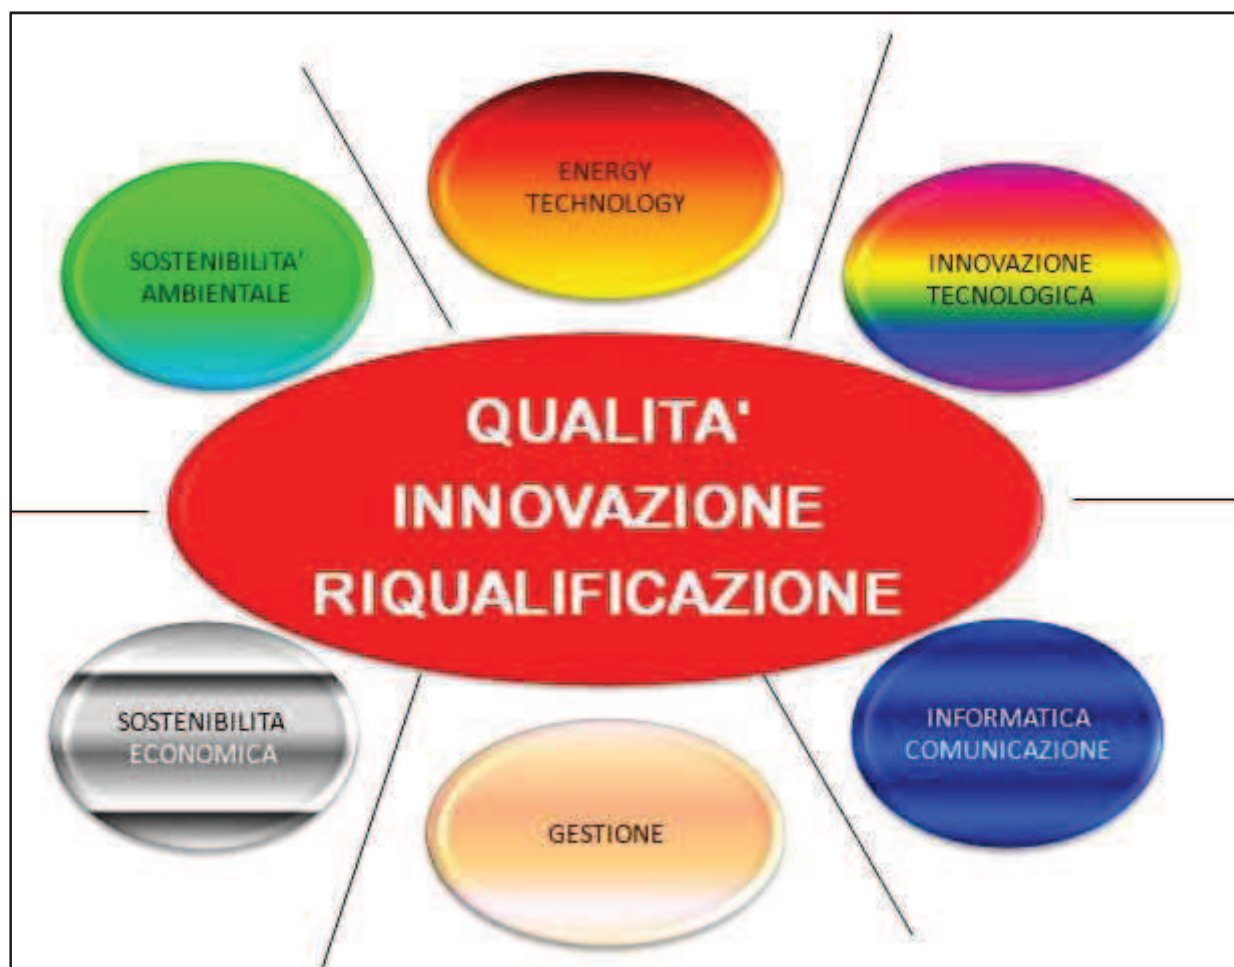 ENERGY
TECHNOLOGY
SOSTENIBILITA'
AMBIENTALE
INNOVAZIONE
TECNOLOGICA
QUALITA'
INNOVAZIONE
RIQUALIFICAZIONE
SOSTENIBILITA
ECONOMICA
INFORMATICA
COMUNICAZIONE
GESTIONE